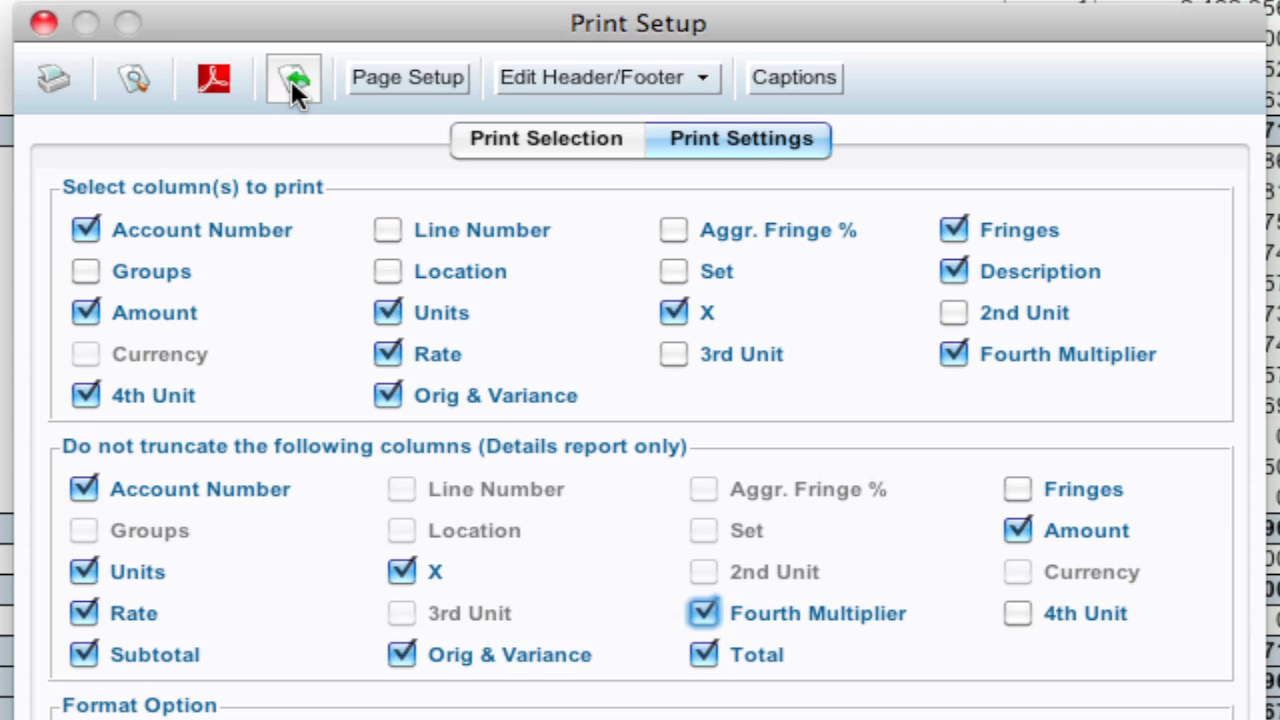 Print Setup
Page Setup Edit Header/Footer Captions
Print Selection Print Settings
Select column(s) to print
Account Number Line Number Aggr. Fringe % Fringes
Groups Location Set Description
Amount Units X 2nd Unit
Currency Rate 3rd Unit Fourth Multiplier
4th Unit Orig & Variance
Do not truncate the following columns (Details report only)
Account Number Line Number Aggr. Fringe % Fringes
Groups Location Set Amount
Units X 2nd Unit Currency
Rate 3rd Unit Fourth Multiplier 4th Unit
Subtotal Orig & Variance Total
Format Option